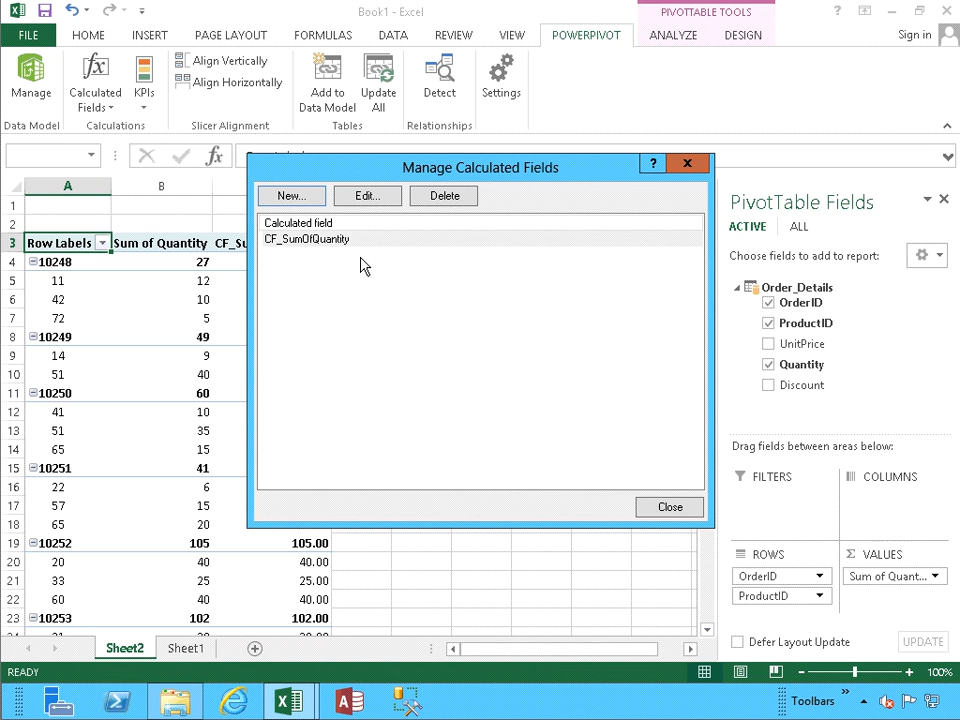 Book1 - Excel
PIVOTTABLE TOOLS
FILE HOME INSERT PAGE LAYOUT FORMULAS DATA REVIEW VIEW POWERPIVOT ANALYZE DESIGN Sign in
Manage
Calculated Fields
KPIs
Align Vertically
Align Horizontally
Add to Data Model
Update All
Detect
Settings
Data Model Calculations Slicer Alignment Tables Relationships
fx
Manage Calculated Fields
? X
New... Edit... Delete
Calculated field
CF_SumOfQuantity
Close
A B
1
2
3 Row Labels Sum of Quantity CF_Su
4 10248 27
5 11 12
6 42 10
7 72 5
8 10249 49
9 14 9
10 51 40
11 10250 60
12 41 10
13 51 35
14 65 15
15 10251 41
16 22 6
17 57 15
18 65 20
19 10252 105 105.00
20 20 40 40.00
21 33 25 25.00
22 60 40 40.00
23 10253 102 102.00
PivotTable Fields
ACTIVE ALL
Choose fields to add to report:
Order_Details
OrderID
ProductID
UnitPrice
Quantity
Discount
Drag fields between areas below:
FILTERS COLUMNS
ROWS Σ VALUES
OrderID Sum of Quant...
ProductID
Defer Layout Update UPDATE
Sheet2 Sheet1
READY 100%
Toolbars